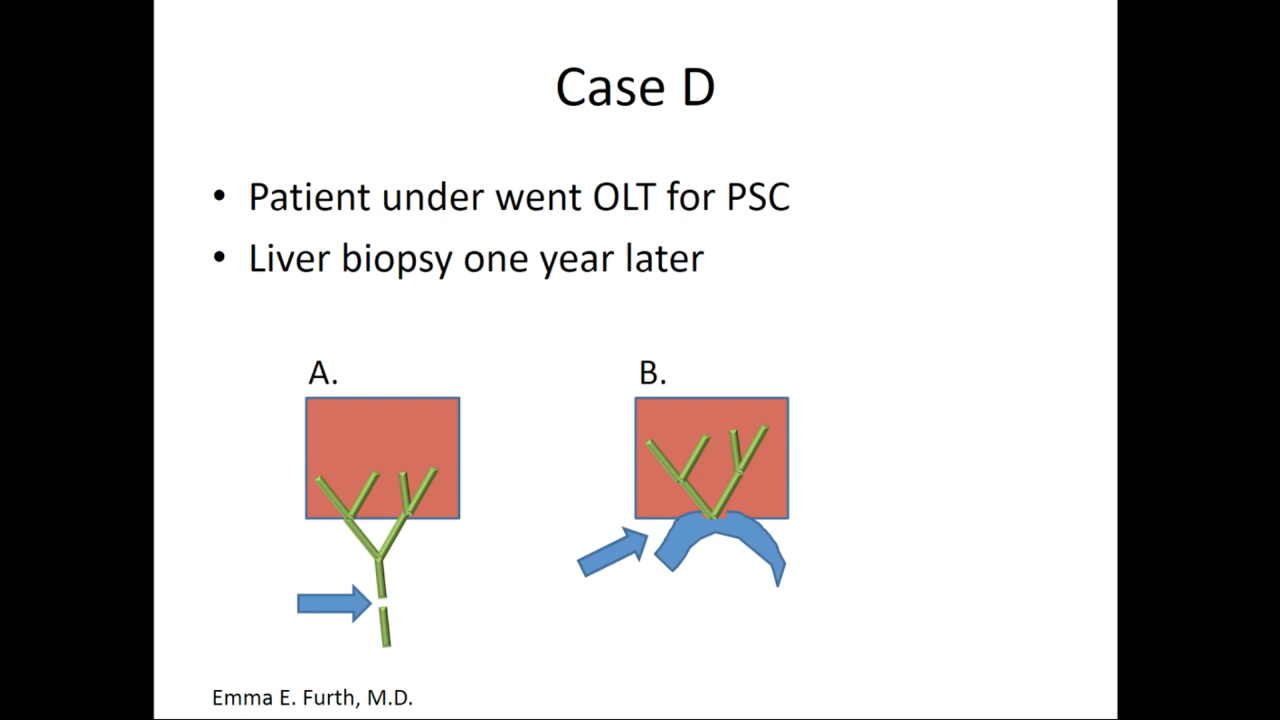 Case D
• Patient under went OLT for PSC
• Liver biopsy one year later
A.
B.
Emma E. Furth, M.D.